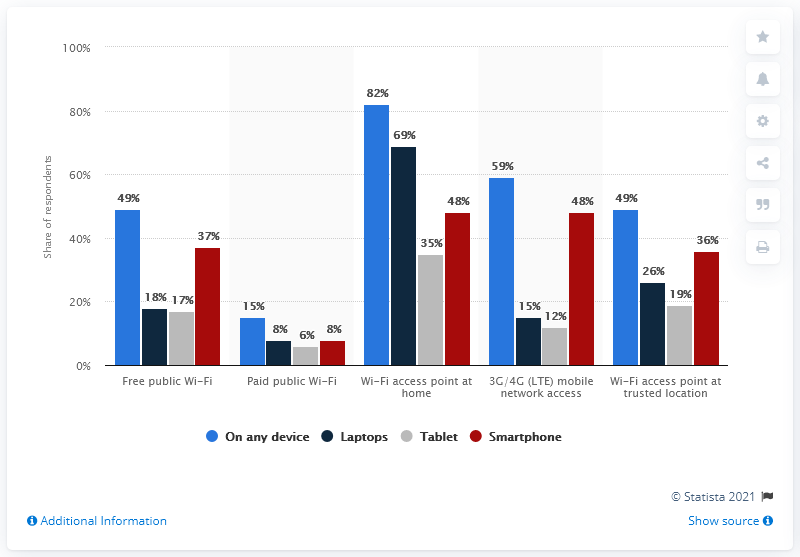 100%
80%
60%
40%
20%
0%
Share of respondents
49%
18%
17%
37%
15%
8%
6%
8%
82%
69%
35%
48%
59%
15%
12%
48%
49%
26%
19%
36%
Free public Wi-Fi
Paid public Wi-Fi
Wi-Fi access point at
home
3G/4G (LTE) mobile
network access
Wi-Fi access point at
trusted location
On any device
Laptops
Tablet
Smartphone
© Statista 2021
Additional Information
Show source